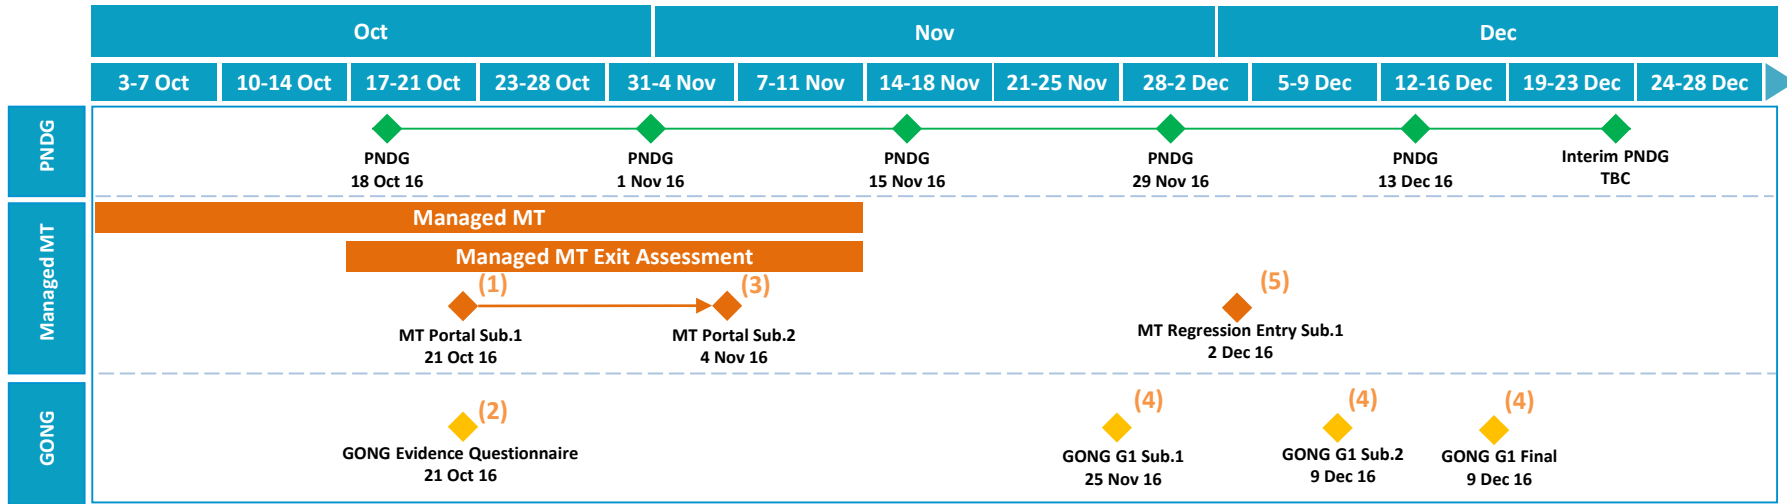 Oct
Nov
Dec
3-7 Oct
10-14 Oct
17-21 Oct
23-28 Oct
31-4 Nov
7-11 Nov
14-18 Nov
21-25 Nov
28-2 Dec
5-9 Dec
12-16 Dec
19-23 Dec
24-28 Dec
PNDG
PNDG
18 Oct 16
PNDG
1 Nov 16
PNDG
15 Nov 16
PNDG
29 Nov 16
PNDG
13 Dec 16
Interim PNDG
TBC
Managed MT
Managed MT
Managed MT Exit Assessment
(1)
MT Portal Sub.1
21 Oct 16
(3)
MT Portal Sub.2
4 Nov 16
(5)
MT Regression Entry Sub.1
2 Dec 16
GONG
(2)
GONG Evidence Questionnaire
21 Oct 16
(4)
GONG G1 Sub.1
25 Nov 16
(4)
GONG G1 Sub.2
9 Dec 16
(4)
GONG G1 Final
9 Dec 16